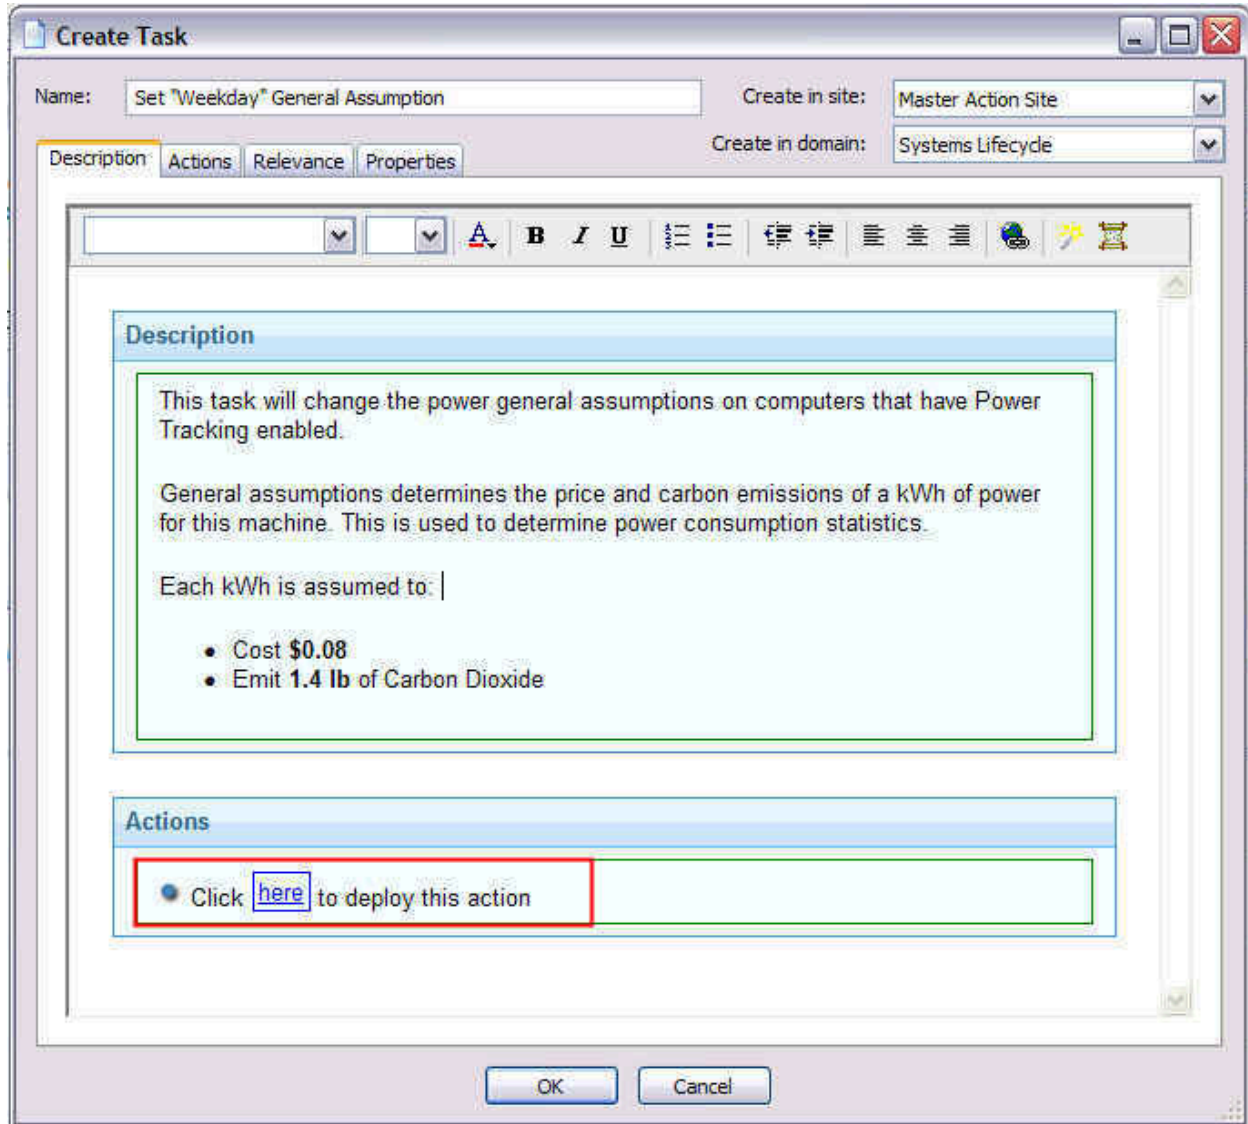 Create Task
Name: Set "Weekday" General Assumption Create in site: Master Action Site
Create in domain: Systems Lifecycle
Description Actions Relevance Properties
A B I U
Description
This task will change the power general assumptions on computers that have Power
Tracking enabled.
General assumptions determines the price and carbon emissions of a kWh of power
for this machine. This is used to determine power consumption statistics.
Each kWh is assumed to:
• Cost $0.08
• Emit 1.4 lb of Carbon Dioxide
Actions
Click here to deploy this action
OK Cancel